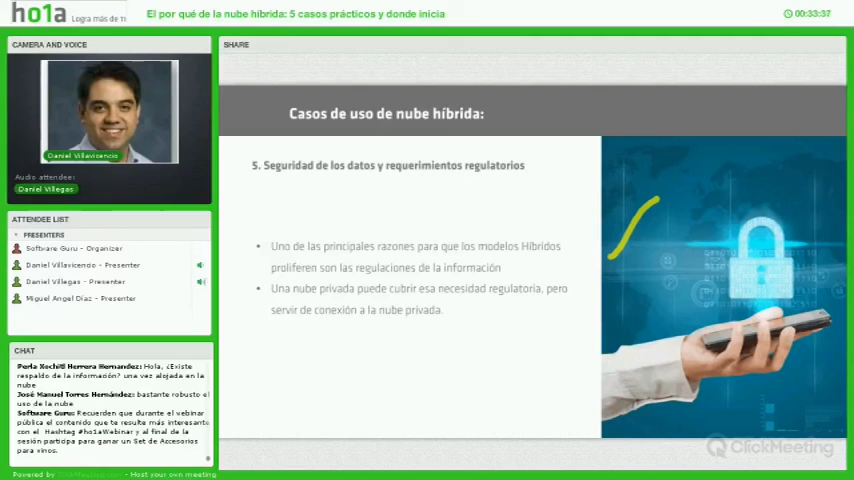 ho1a
Logra más de TI
El por qué de la nube híbrida: 5 casos prácticos y donde inicia
00:33:37
CAMERA AND VOICE
Daniel Villavicencio
Audio attendee:
Daniel Villegas
ATTENDEE LIST
PRESENTERS
Software Guru - Organizer
Daniel Villavicencio - Presenter
Daniel Villegas - Presenter
Miguel Angel Díaz - Presenter
CHAT
Perla Xochitl Herrera Hernandez: Hola, ¿Existe
respaldo de la información? una vez alojada en la
nube
José Manuel Torres Hernández: bastante robusto el
uso de la nube
Software Guru: Recuerden que durante el webinar
pública el contenido que te resulte más interesante
con el Hashtag #ho1aWebinar y al final de la
sesión participa para ganar un Set de Accesorios
para vinos.
Powered by ClickMeeting.com - Host your own meeting
SHARE
Casos de uso de nube híbrida:
5. Seguridad de los datos y requerimientos regulatorios
• Uno de las principales razones para que los modelos Híbridos
proliferen son las regulaciones de la información
• Una nube privada puede cubrir esa necesidad regulatoria, pero
servir de conexión a la nube privada.
ClickMeeting